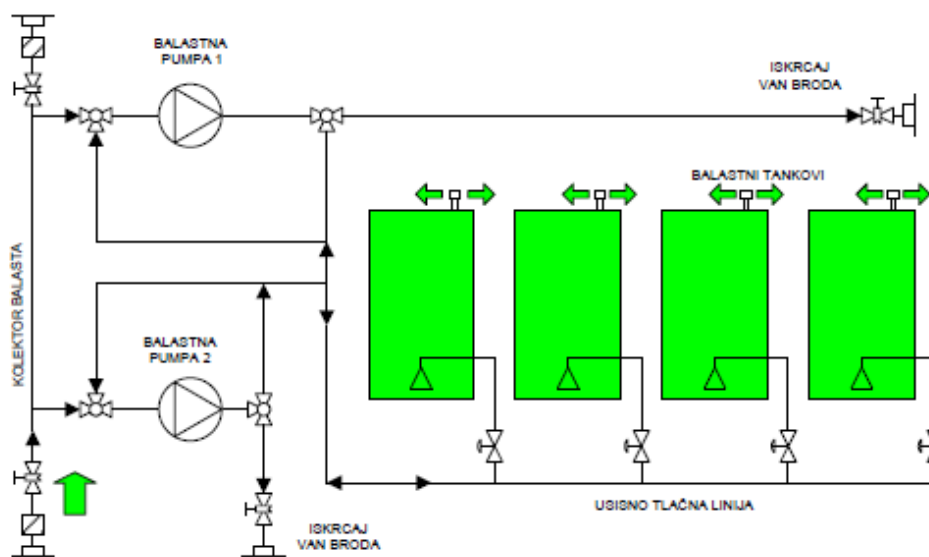 BALASTNA
PUMPA 1
ISKRCAJ
VAN BRODA
BALASTNI TANKOVI
KOLEKTOR BALASTA
BALASTNA
PUMPA 2
USISNO TLAČNA LINIJA
ISKRCAJ
VAN BRODA